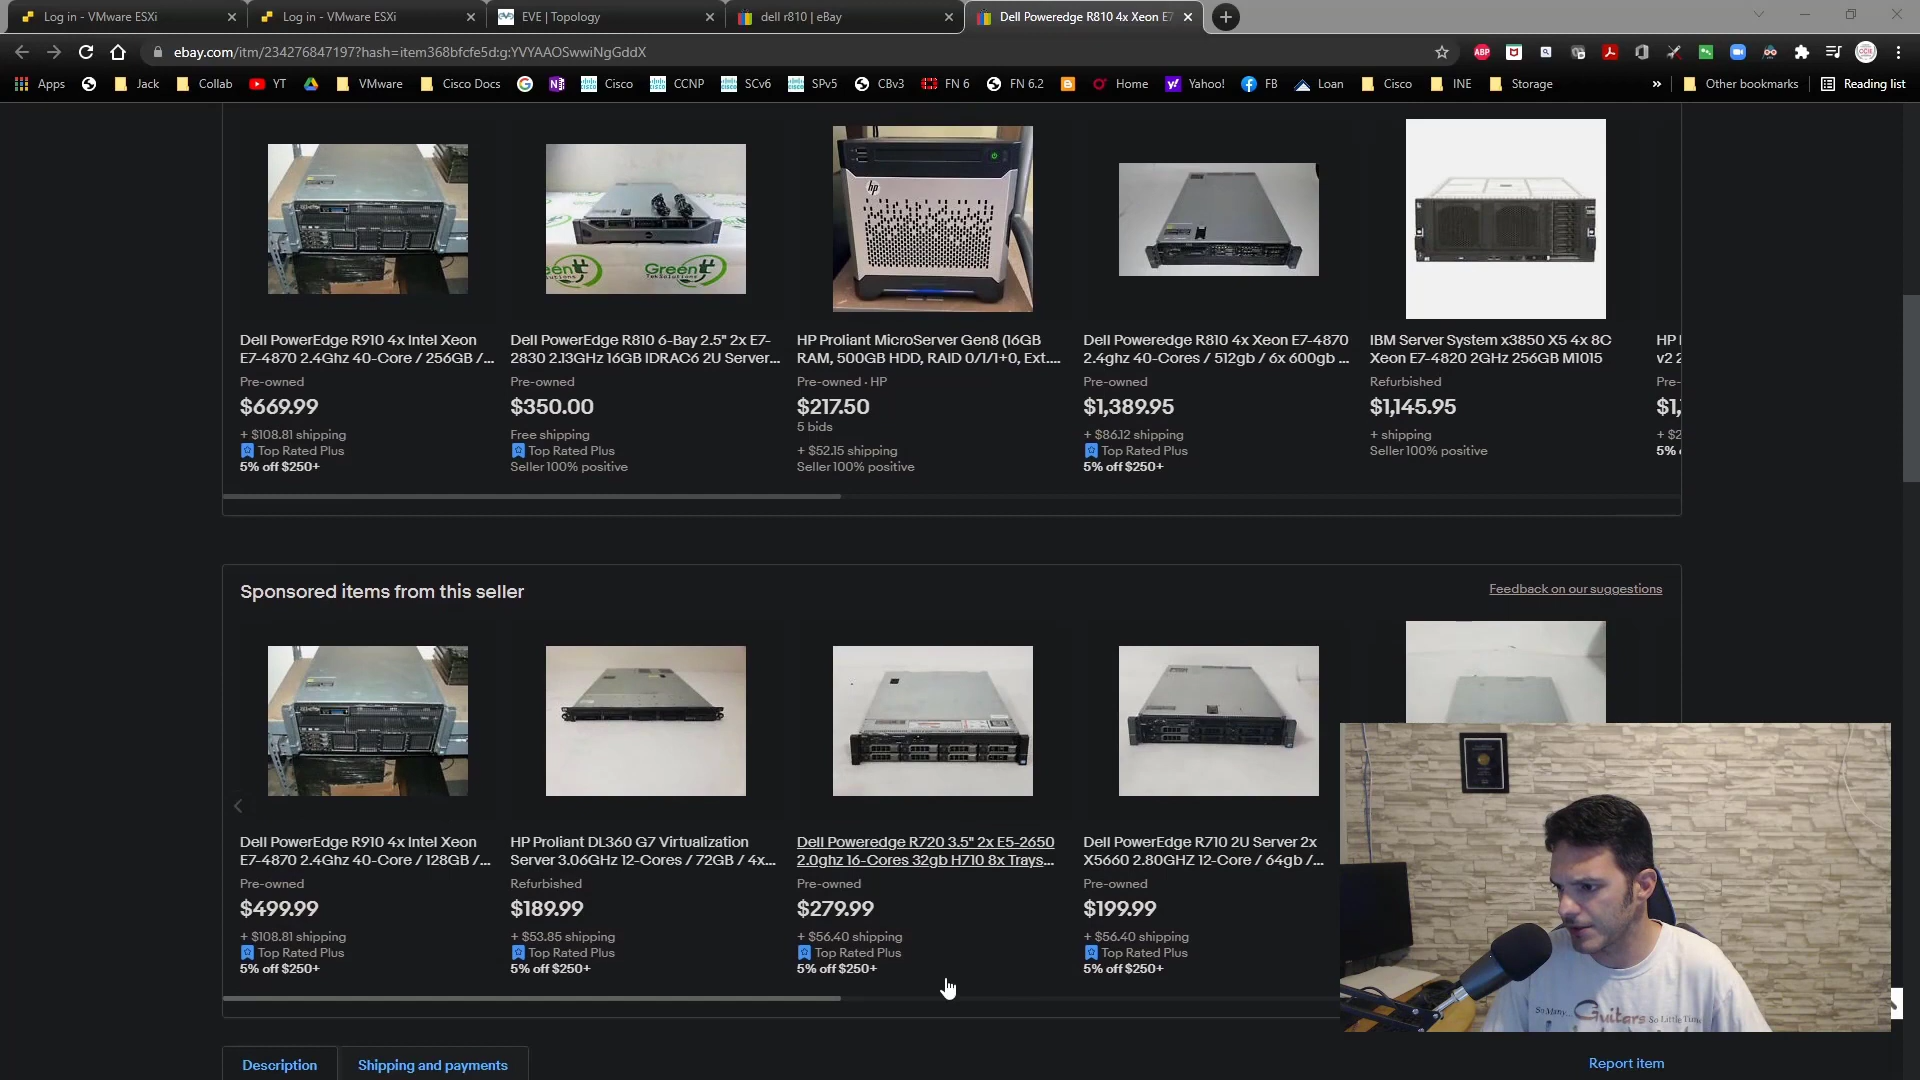 Log in - VMware ESXi
Log in - VMware ESXi
EVE | Topology
dell r810 | eBay
Dell Poweredge R810 4x Xeon E7
ebay.com/itm/234276847197?hash=item368bfcfe5d:g:YVYAAOSwwiNgGddX
Apps Jack Collab YT VMware Cisco Docs Cisco CCNP SCv6 SPv5 CBv3 FN 6 FN 6.2 Home Yahoo! FB Loan Cisco INE Storage » Other bookmarks Reading list
Dell PowerEdge R910 4x Intel Xeon
E7-4870 2.4Ghz 40-Core / 256GB /...
Pre-owned
$669.99
+ $108.81 shipping
Top Rated Plus
5% off $250+
Dell PowerEdge R810 6-Bay 2.5" 2x E7-
2830 2.13GHz 16GB IDRAC6 2U Server...
Pre-owned
$350.00
Free shipping
Top Rated Plus
Seller 100% positive
HP Proliant MicroServer Gen8 (16GB
RAM, 500GB HDD, RAID 0/1/1+0, Ext....
Pre-owned · HP
$217.50
5 bids
+ $52.15 shipping
Seller 100% positive
Dell Poweredge R810 4x Xeon E7-4870
2.4ghz 40-Cores / 512gb / 6x 600gb ...
Pre-owned
$1,389.95
+ $86.12 shipping
Top Rated Plus
5% off $250+
IBM Server System x3850 X5 4x 8C
Xeon E7-4820 2GHz 256GB M1015
Refurbished
$1,145.95
+ shipping
Seller 100% positive
HP
v2 2
Pre-
$1,
+ $2
5%
Sponsored items from this seller
Feedback on our suggestions
Dell PowerEdge R910 4x Intel Xeon
E7-4870 2.4Ghz 40-Core / 128GB /...
Pre-owned
$499.99
+ $108.81 shipping
Top Rated Plus
5% off $250+
HP Proliant DL360 G7 Virtualization
Server 3.06GHz 12-Cores / 72GB / 4x...
Refurbished
$189.99
+ $53.85 shipping
Top Rated Plus
5% off $250+
Dell Poweredge R720 3.5" 2x E5-2650
2.0ghz 16-Cores 32gb H710 8x Trays...
Pre-owned
$279.99
+ $56.40 shipping
Top Rated Plus
5% off $250+
Dell PowerEdge R710 2U Server 2x
X5660 2.80GHZ 12-Core / 64gb /...
Pre-owned
$199.99
+ $56.40 shipping
Top Rated Plus
5% off $250+
So Many... Guitars So Little Time
Description
Shipping and payments
Report item